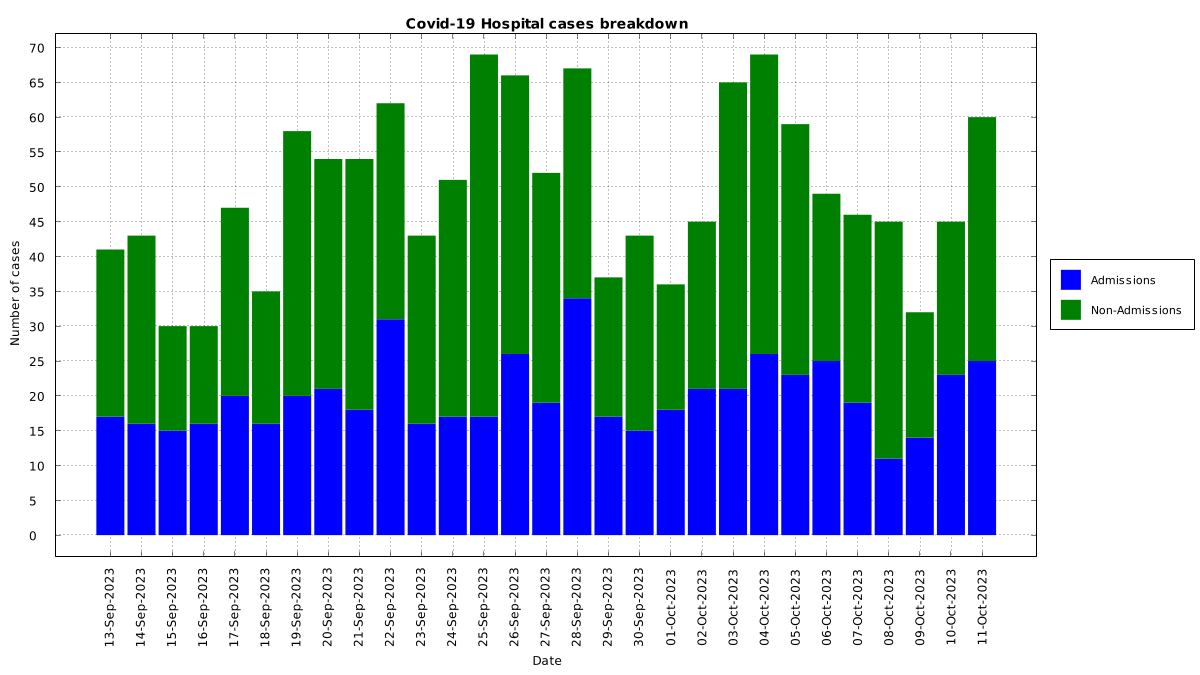 Covid-19 Hospital cases breakdown
70
65
60
55
50
45
40
35
30
25
20
15
10
5
0
Number of cases
Admissions
Non-Admissions
13-Sep-2023
14-Sep-2023
15-Sep-2023
16-Sep-2023
17-Sep-2023
18-Sep-2023
19-Sep-2023
20-Sep-2023
21-Sep-2023
22-Sep-2023
23-Sep-2023
24-Sep-2023
25-Sep-2023
26-Sep-2023
27-Sep-2023
28-Sep-2023
29-Sep-2023
30-Sep-2023
01-Oct-2023
02-Oct-2023
03-Oct-2023
04-Oct-2023
05-Oct-2023
06-Oct-2023
07-Oct-2023
08-Oct-2023
09-Oct-2023
10-Oct-2023
11-Oct-2023
Date